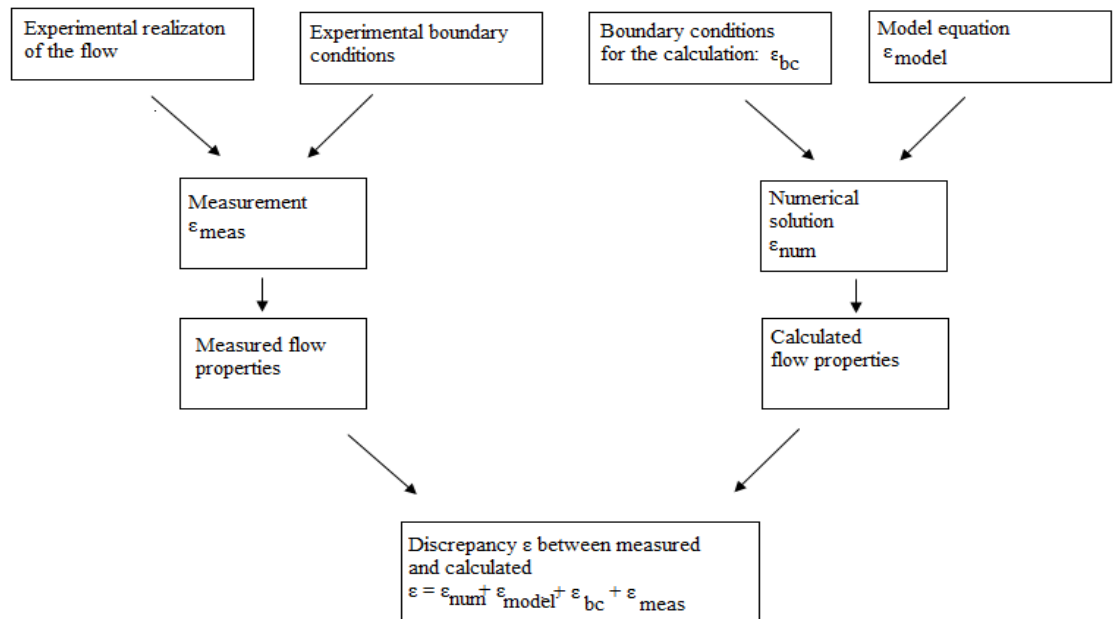 Experimental realizaton
of the flow
Experimental boundary
conditions
Boundary conditions
for the calculation: εbc
Model equation
εmodel
Measurement
εmeas
Numerical
solution
εnum
Measured flow
properties
Calculated
flow properties
Discrepancy ε between measured
and calculated
ε = εnum+ εmodel+ εbc + εmeas